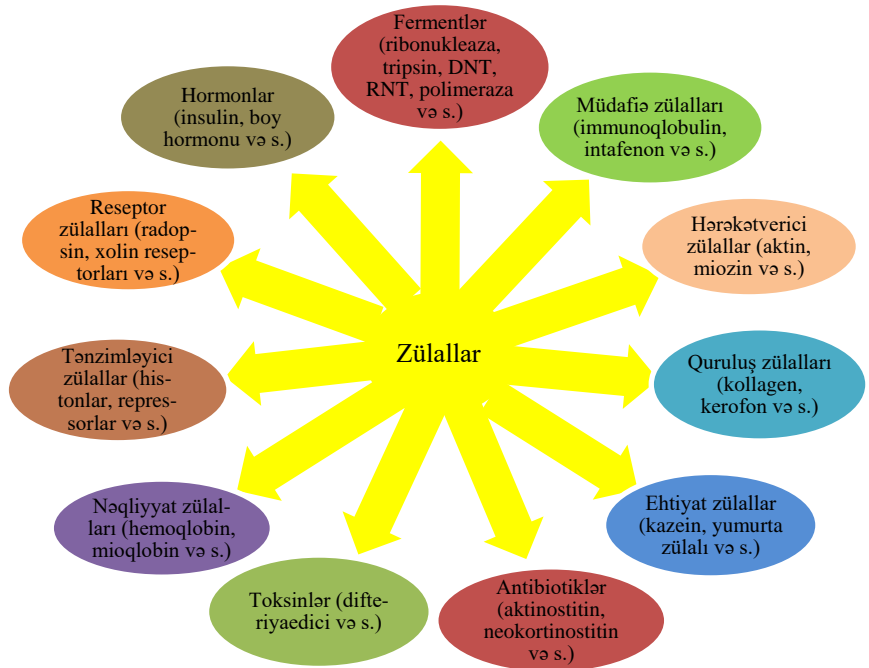 Fermentlər
(ribonukleaza,
tripsin, DNT,
RNT, polimeraza
və s.)
Müdafiə zülalları
(immunoqlobulin,
intafenon və s.)
Hərəkətverici
zülallar (aktin,
miozin və s.)
Quruluş zülalları
(kollagen,
kerofon və s.)
Ehtiyat zülallar
(kazein, yumurta
zülalı və s.)
Antibiotiklər
(aktinostitin,
neokortinostitin
və s.)
Toksinlər (difte-
riyaedici və s.)
Nəqliyyat zülal-
ları (hemoqlobin,
mioqlobin və s.)
Tənzimləyici
zülallar (his-
tonlar, repres-
sorlar və s.)
Reseptor
zülalları (radop-
sin, xolin resep-
torları və s.)
Hormonlar
(insulin, boy
hormonu və s.)
Zülallar